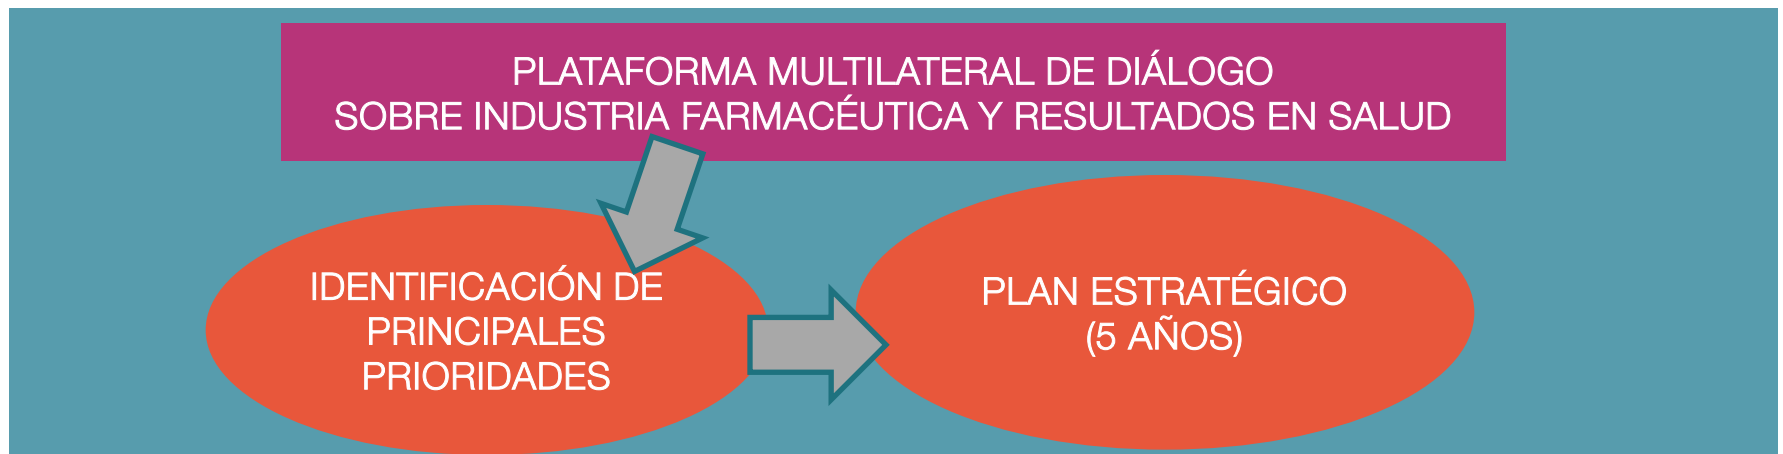 PLATAFORMA MULTILATERAL DE DIÁLOGO
SOBRE INDUSTRIA FARMACÉUTICA Y RESULTADOS EN SALUD
IDENTIFICACIÓN DE
PRINCIPALES
PRIORIDADES
PLAN ESTRATÉGICO
(5 AÑOS)